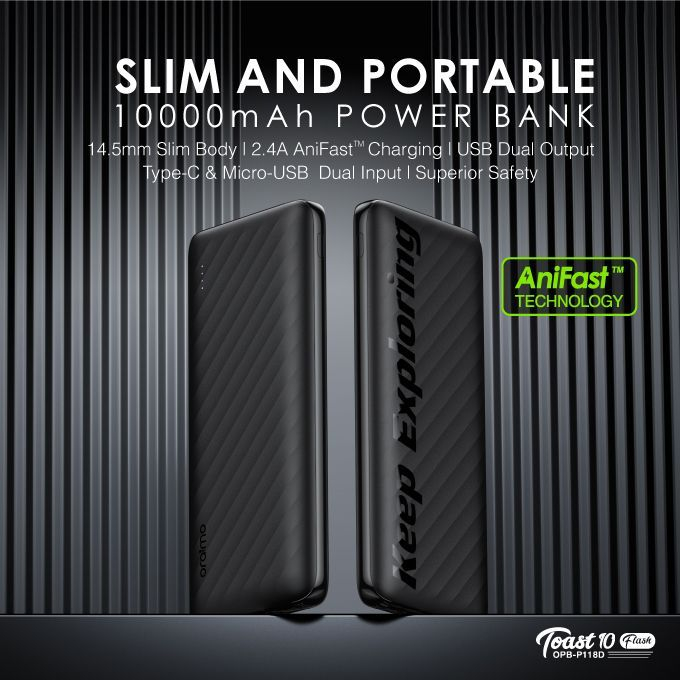 SLIM AND PORTABLE
10000mAh POWER BANK
14.5mm Slim Body | 2.4A AniFast™ Charging | USB Dual Output
Type-C & Micro-USB Dual Input | Superior Safety
AniFast™
TECHNOLOGY
Keep Exploring
oraimo
Toast 10 Flash
OPB-P118D